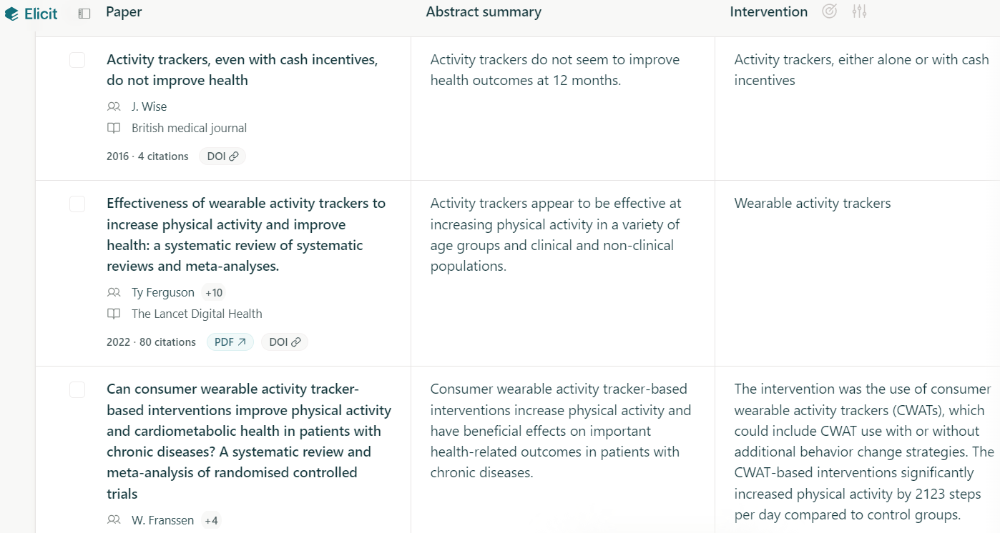 Elicit
Paper
Abstract summary
Intervention
Activity trackers, even with cash incentives,
do not improve health
J. Wise
British medical journal
2016 · 4 citations
DOI
Activity trackers do not seem to improve
health outcomes at 12 months.
Activity trackers, either alone or with cash
incentives
Effectiveness of wearable activity trackers to
increase physical activity and improve
health: a systematic review of systematic
reviews and meta-analyses.
Ty Ferguson +10
The Lancet Digital Health
2022 · 80 citations
PDF
DOI
Activity trackers appear to be effective at
increasing physical activity in a variety of
age groups and clinical and non-clinical
populations.
Wearable activity trackers
Can consumer wearable activity tracker-
based interventions improve physical activity
and cardiometabolic health in patients with
chronic diseases? A systematic review and
meta-analysis of randomised controlled
trials
W. Franssen +4
Consumer wearable activity tracker-based
interventions increase physical activity and
have beneficial effects on important
health-related outcomes in patients with
chronic diseases.
The intervention was the use of consumer
wearable activity trackers (CWATs), which
could include CWAT use with or without
additional behavior change strategies. The
CWAT-based interventions significantly
increased physical activity by 2123 steps
per day compared to control groups.